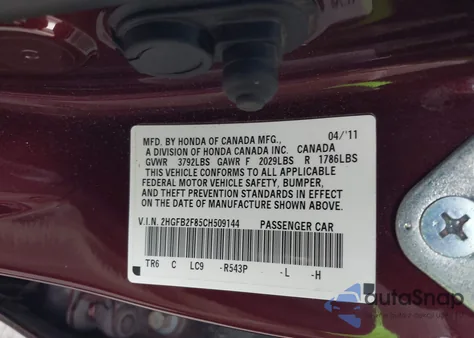 MFD. BY HONDA OF CANADA MFG., 04/'11
A DIVISION OF HONDA CANADA INC. CANADA
GVWR 3792LBS GAWR F 2029LBS R 1786LBS
THIS VEHICLE CONFORMS TO ALL APPLICABLE
FEDERAL MOTOR VEHICLE SAFETY, BUMPER,
AND THEFT PREVENTION STANDARDS IN EFFECT
ON THE DATE OF MANUFACTURE SHOWN ABOVE.
V.I.N. 2HGFB2F85CH509144 PASSENGER CAR
TR6 C LC9 -R543P -L -H
autaSnap